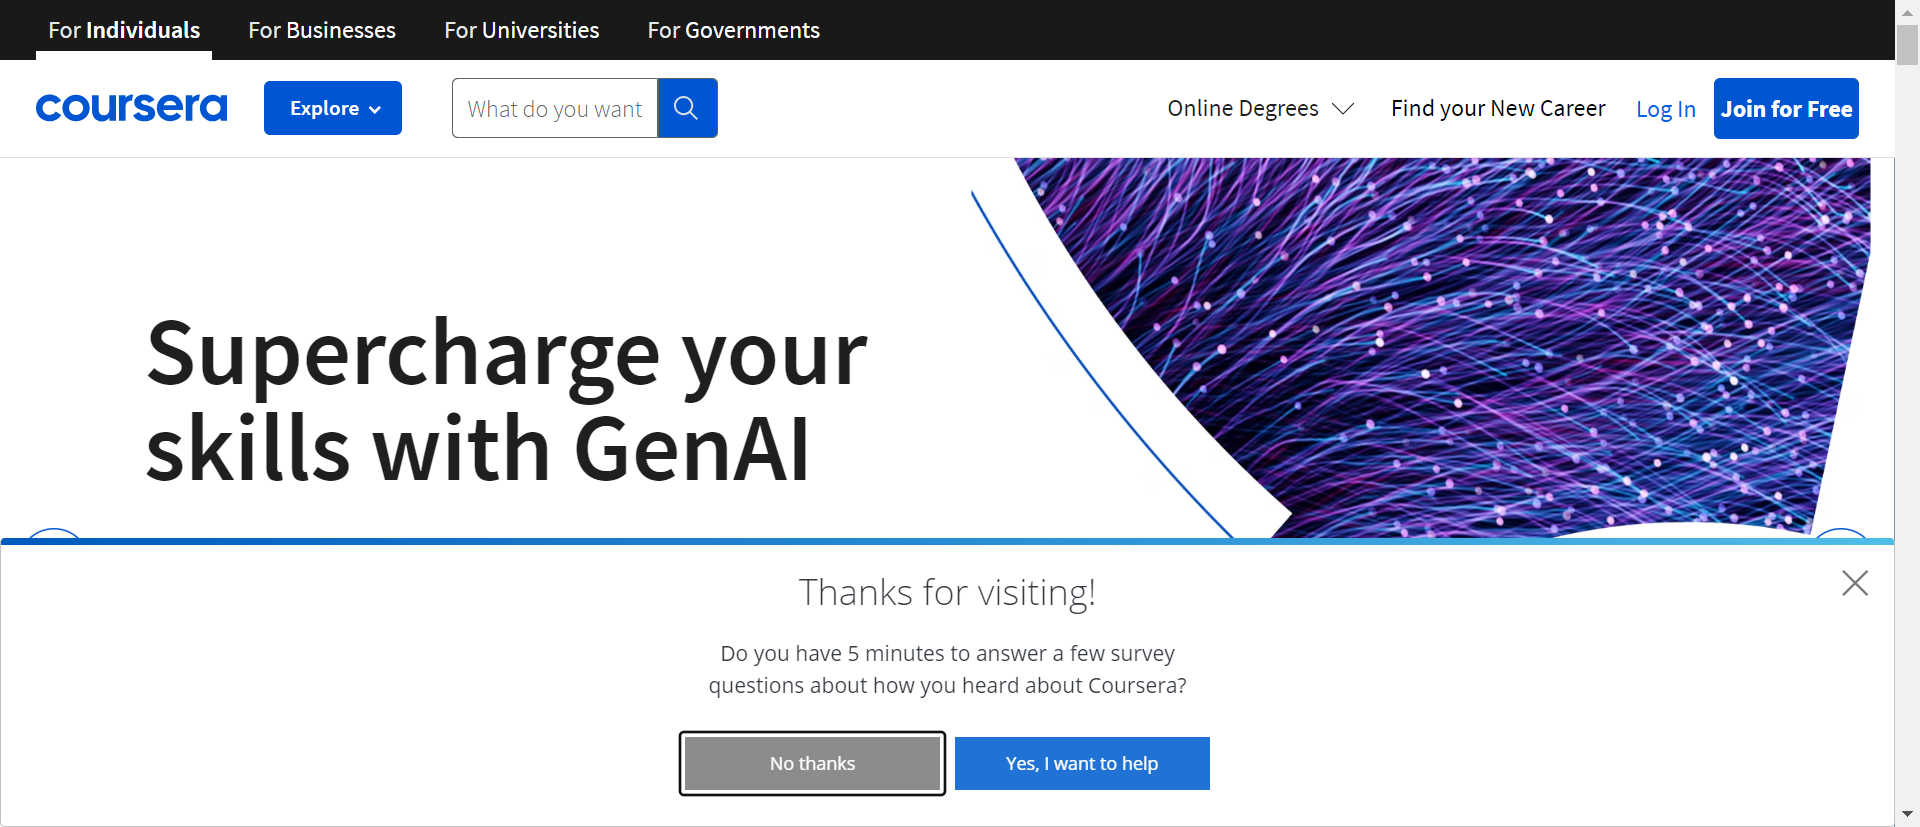 For Individuals
For Businesses
For Universities
For Governments
coursera
Explore
What do you want
Online Degrees
Find your New Career
Log In
Join for Free
Supercharge your
skills with GenAI
Thanks for visiting!
Do you have 5 minutes to answer a few survey
questions about how you heard about Coursera?
No thanks
Yes, I want to help